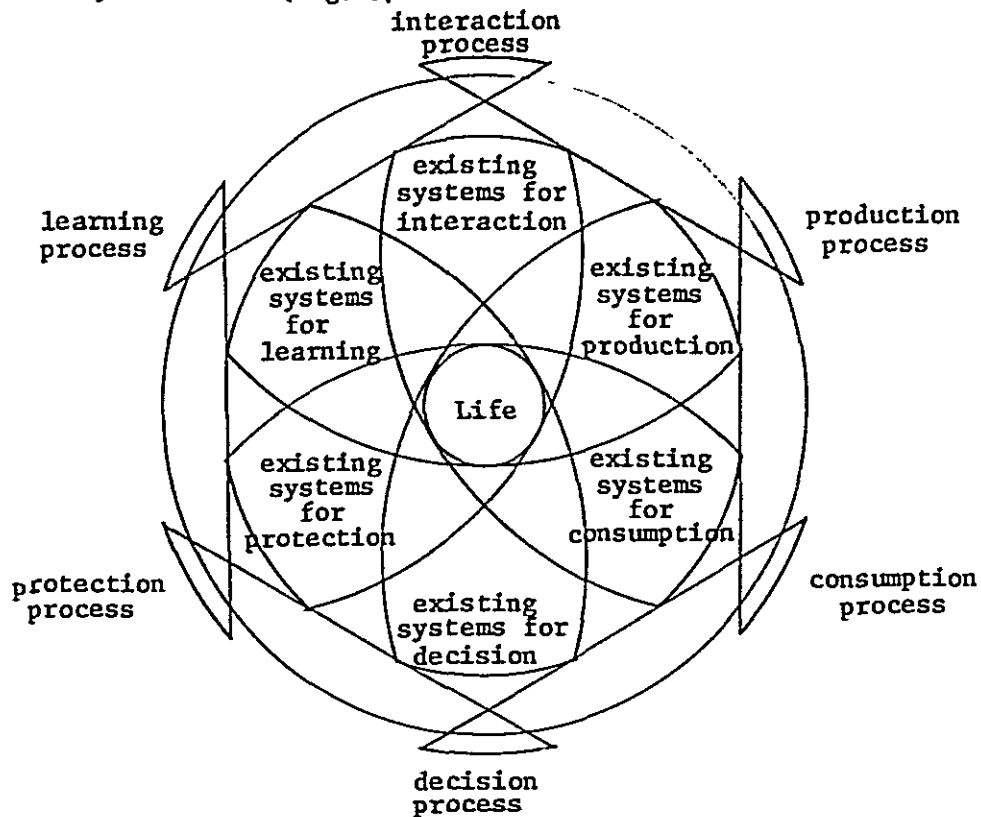 interaction
process
existing
systems for
interaction
learning
process
production
process
existing
systems
for
learning
existing
systems
for
production
Life
existing
systems
for
protection
existing
systems
for
consumption
protection
process
consumption
process
existing
systems for
decision
decision
process